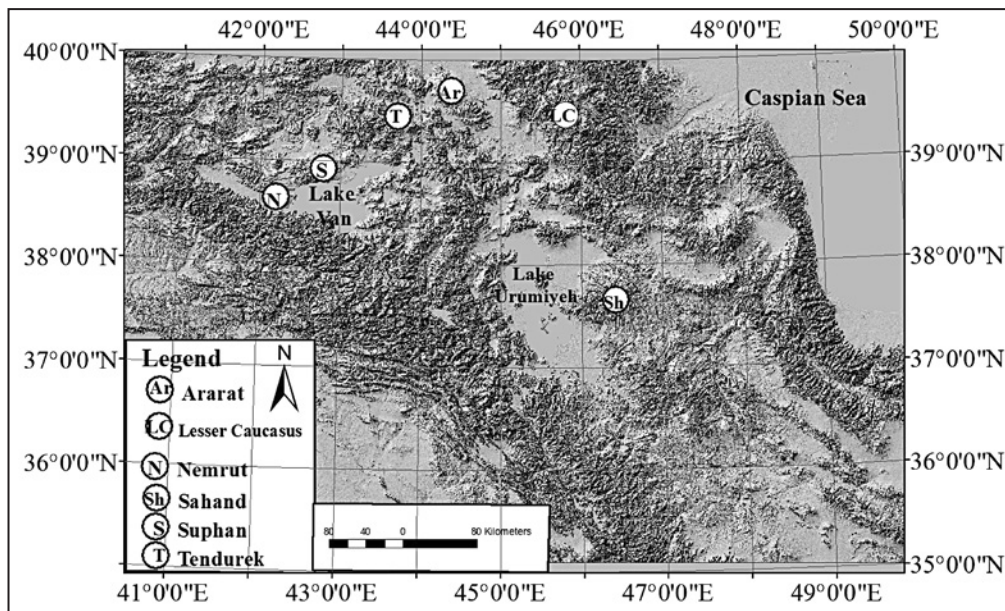 42°0'0"E 44°0'0"E 46°0'0"E 48°0'0"E 50°0'0"E
40°0'0"N
Ar
T
LC
Caspian Sea
39°0'0"N 39°0'0"N
S
N
Lake
Van
38°0'0"N 38°0'0"N
Lake
Urumiyeh
Sh
37°0'0"N 37°0'0"N
Legend
N
Ar Ararat
LC Lesser Caucasus
N Nemrut
Sh Sahand
S Suphan
T Tendurek
36°0'0"N 36°0'0"N
80 40 0 80 Kilometers
35°0'0"N
41°0'0"E 43°0'0"E 45°0'0"E 47°0'0"E 49°0'0"E